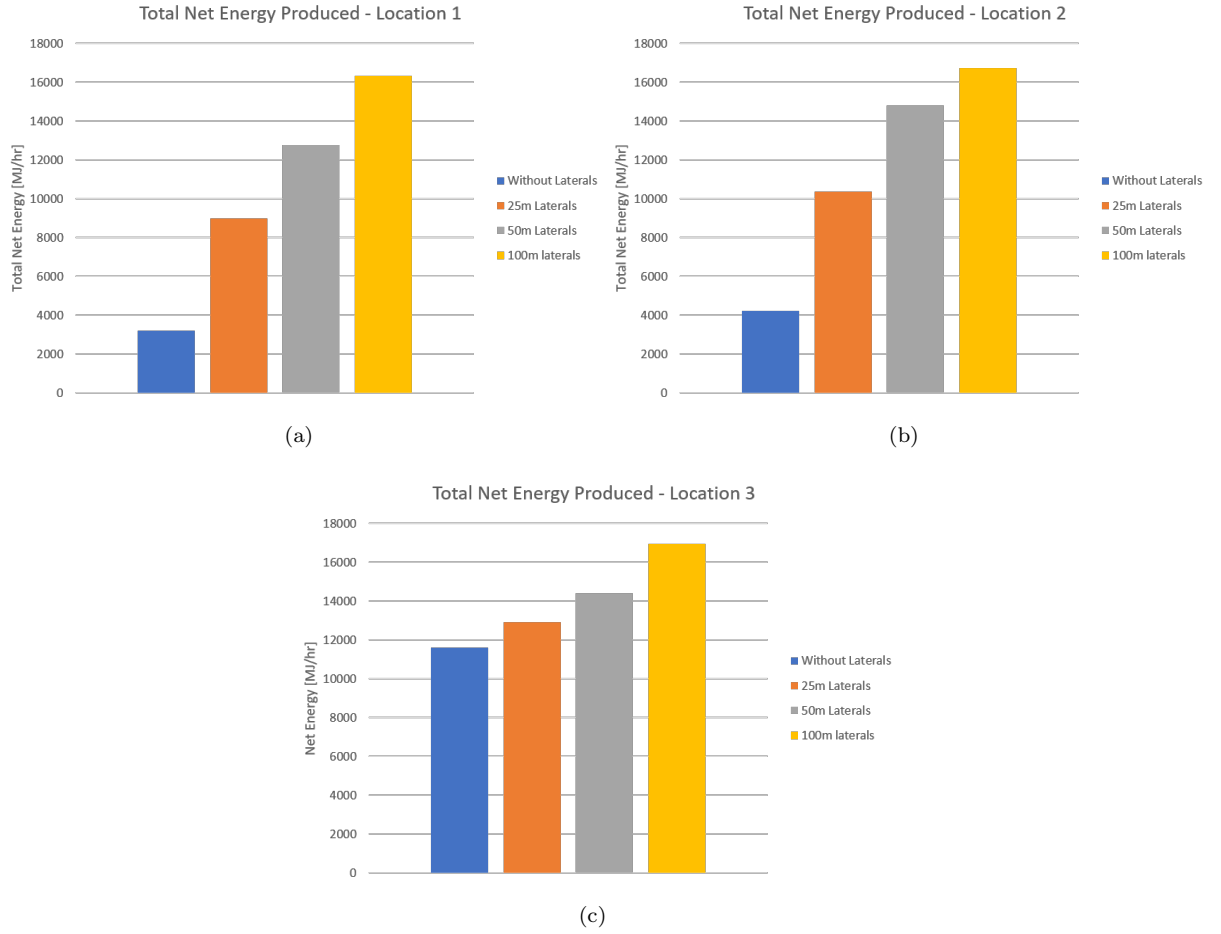 Total Net Energy Produced - Location 1
Total Net Energy [MJ/hr]
18000
16000
14000
12000
10000
8000
6000
4000
2000
0
Without Laterals
25m Laterals
50m Laterals
100m laterals
(a)
Total Net Energy Produced - Location 2
Total Net Energy [MJ/hr]
18000
16000
14000
12000
10000
8000
6000
4000
2000
0
Without Laterals
25m Laterals
50m Laterals
100m laterals
(b)
Total Net Energy Produced - Location 3
Net Energy [MJ/hr]
18000
16000
14000
12000
10000
8000
6000
4000
2000
0
Without Laterals
25m Laterals
50m Laterals
100m laterals
(c)